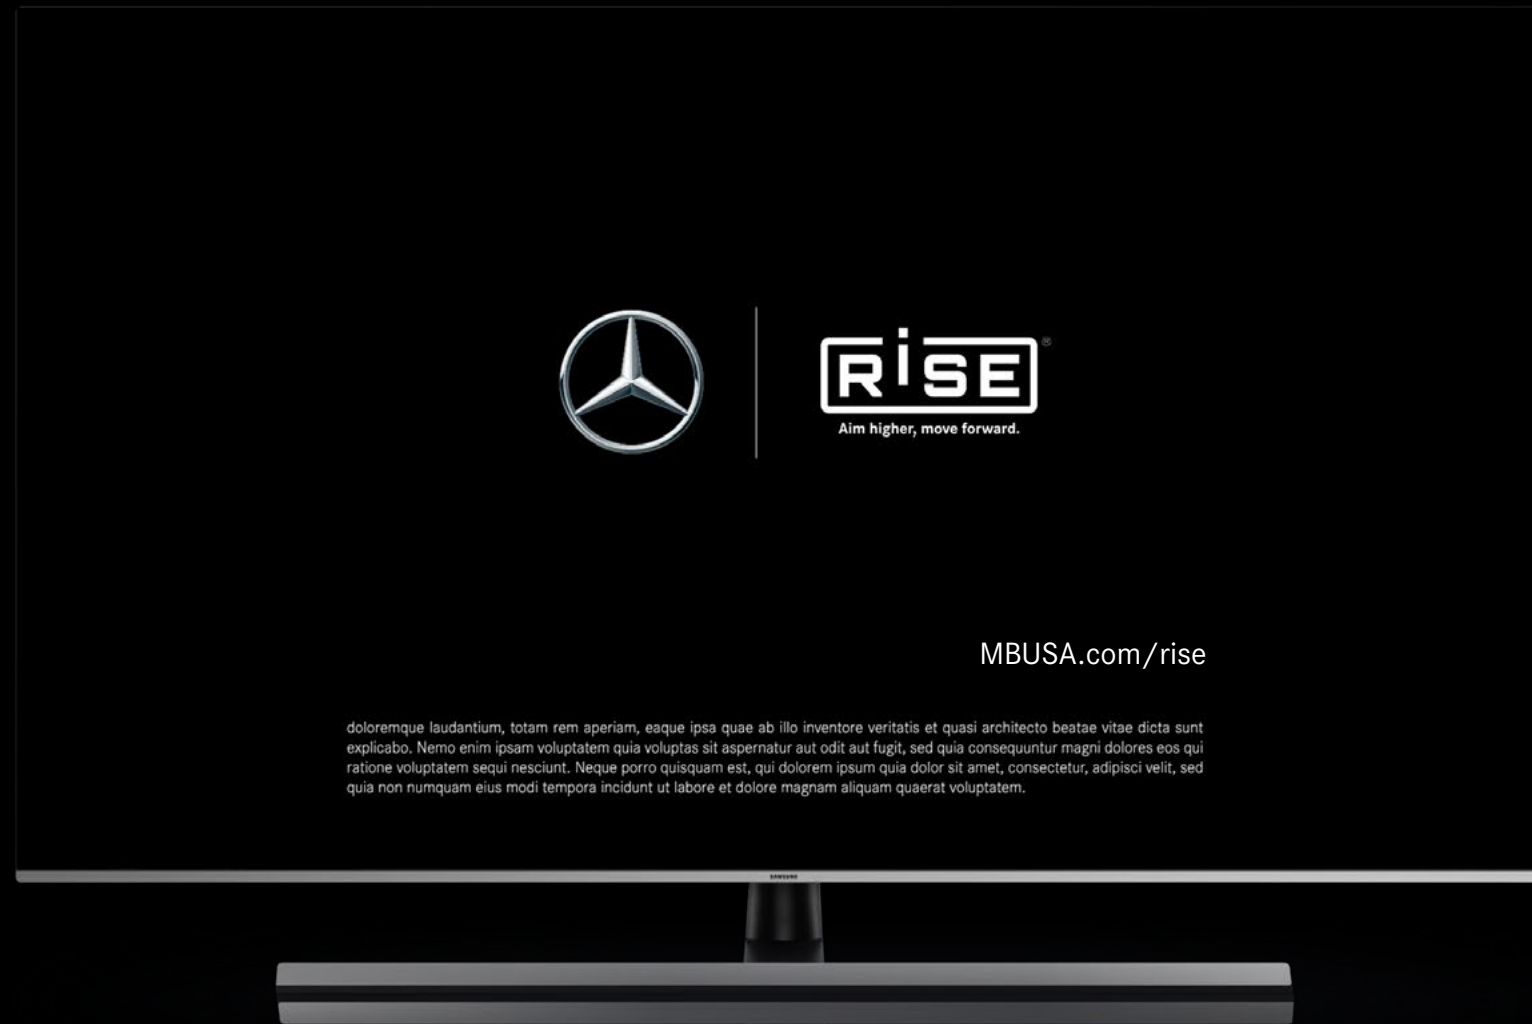 RiSE®
Aim higher, move forward.
MBUSA.com/rise
doloremque laudantium, totam rem aperiam, eaque ipsa quae ab illo inventore veritatis et quasi architecto beatae vitae dicta sunt
explicabo. Nemo enim ipsam voluptatem quia voluptas sit aspernatur aut odit aut fugit, sed quia consequuntur magni dolores eos qui
ratione voluptatem sequi nesciunt. Neque porro quisquam est, qui dolorem ipsum quia dolor sit amet, consectetur, adipisci velit, sed
quia non numquam eius modi tempora incidunt ut labore et dolore magnam aliquam quaerat voluptatem.
SAMSUNG